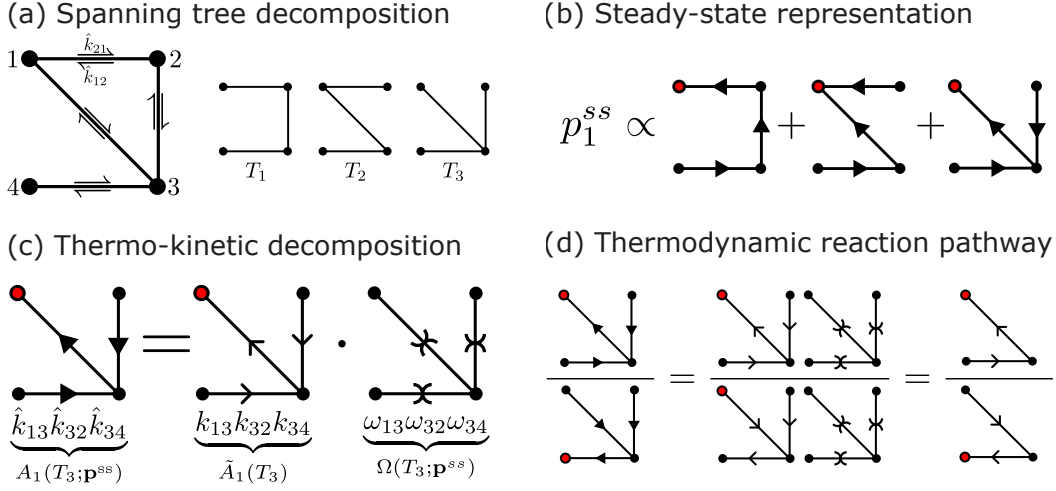 (a) Spanning tree decomposition
1 k̂₂₁ 2
k̂₁₂
4 3
T₁ T₂ T₃
(b) Steady-state representation
p₁ˢˢ ∝ + +
(c) Thermo-kinetic decomposition
= ·
k̂₁₃k̂₃₂k̂₃₄ k₁₃k₃₂k₃₄ ω₁₃ω₃₂ω₃₄
A₁(T₃;𝐩ˢˢ) Ã₁(T₃) Ω(T₃;𝐩ˢˢ)
(d) Thermodynamic reaction pathway
= =